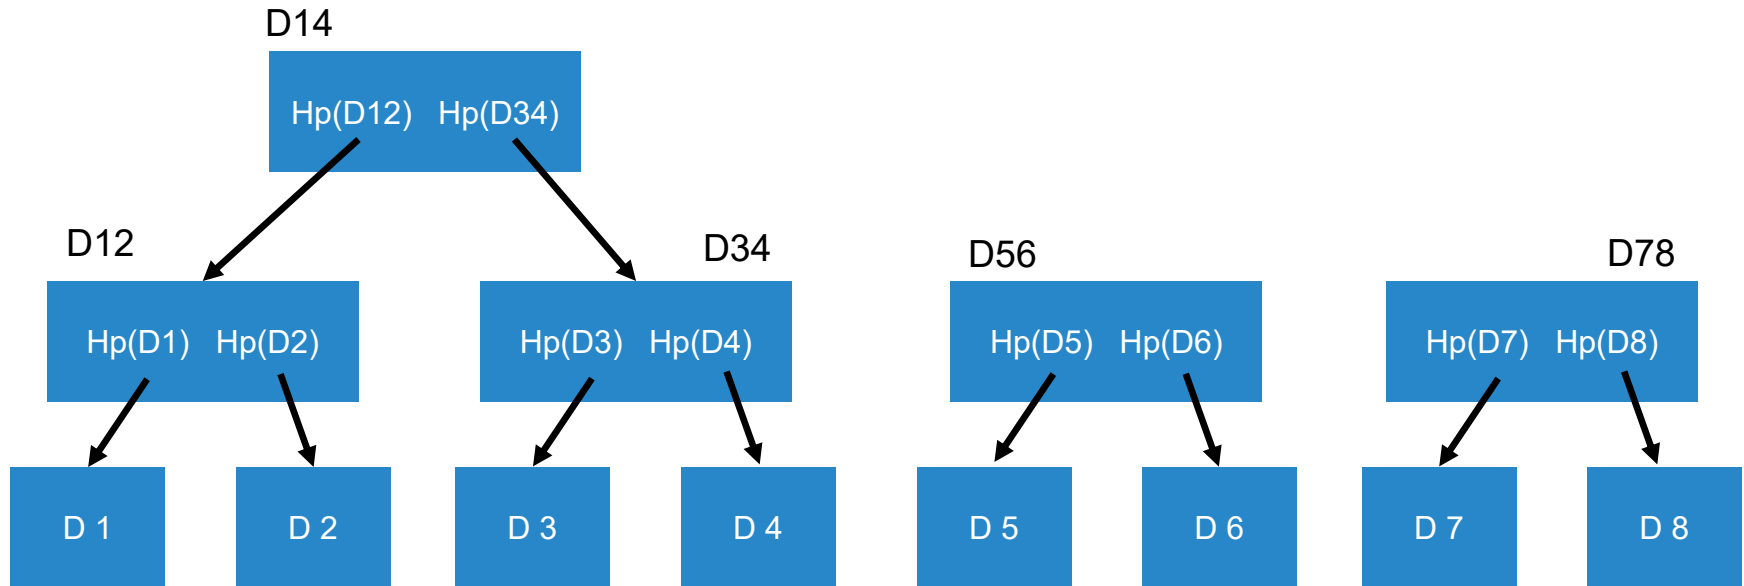 D14
Hp(D12) Hp(D34)
D12
D34
D56
D78
Hp(D1) Hp(D2)
Hp(D3) Hp(D4)
Hp(D5) Hp(D6)
Hp(D7) Hp(D8)
D 1
D 2
D 3
D 4
D 5
D 6
D 7
D 8